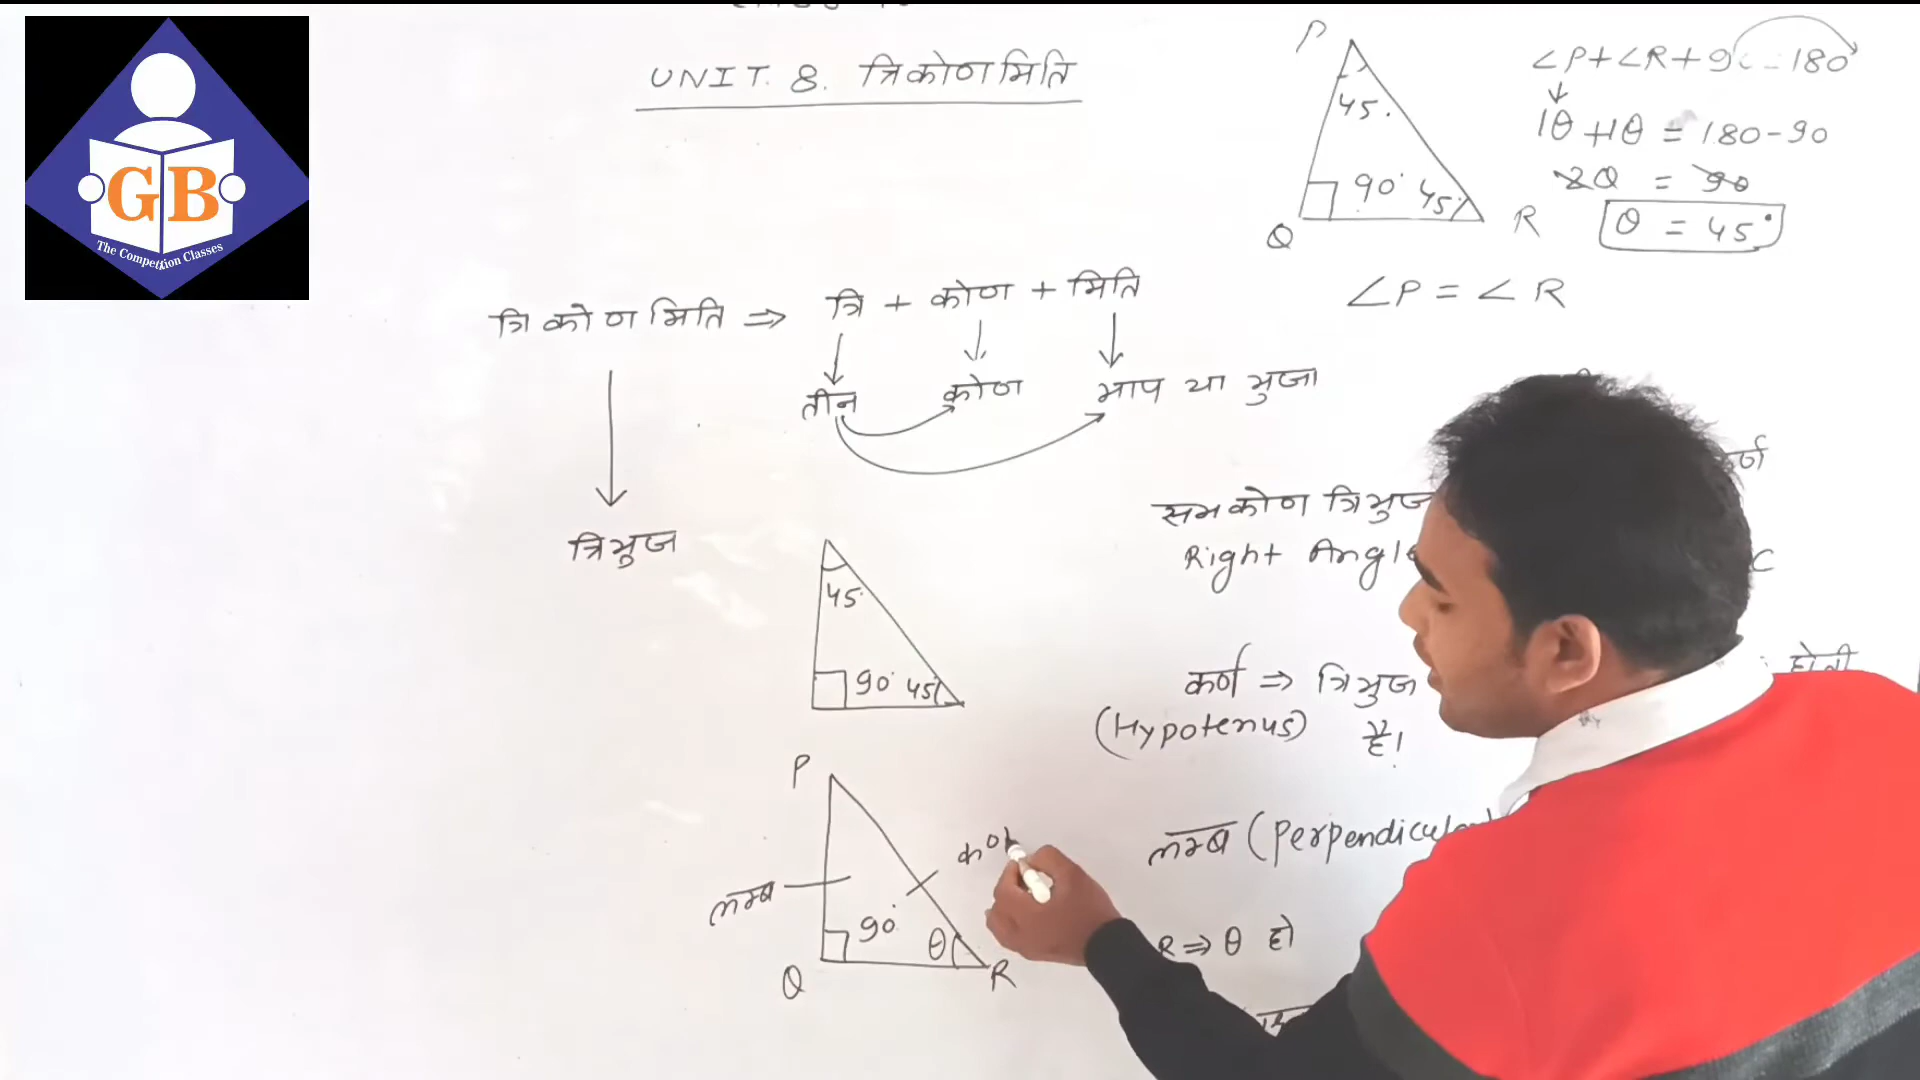 GB
The Competition Classes
UNIT. 8. त्रिकोणमिति
P
45.
90° 45
Q
R
∠P+∠R+90 = 180
1θ + 1θ = 180-90
2θ = 90
θ = 45°
∠P = ∠R
त्रिकोणमिति ⇒ त्रि + कोण + मिति
तीन कोण माप या भुजा
त्रिभुज
45°
90° 45
समकोण त्रिभुज
Right Angle
C
कर्ण ⇒ त्रिभुज
होती
(Hypotenus) है।
P
लम्ब
90°
θ
Q
R
लम्ब (Perpendicular
R ⇒ θ हो